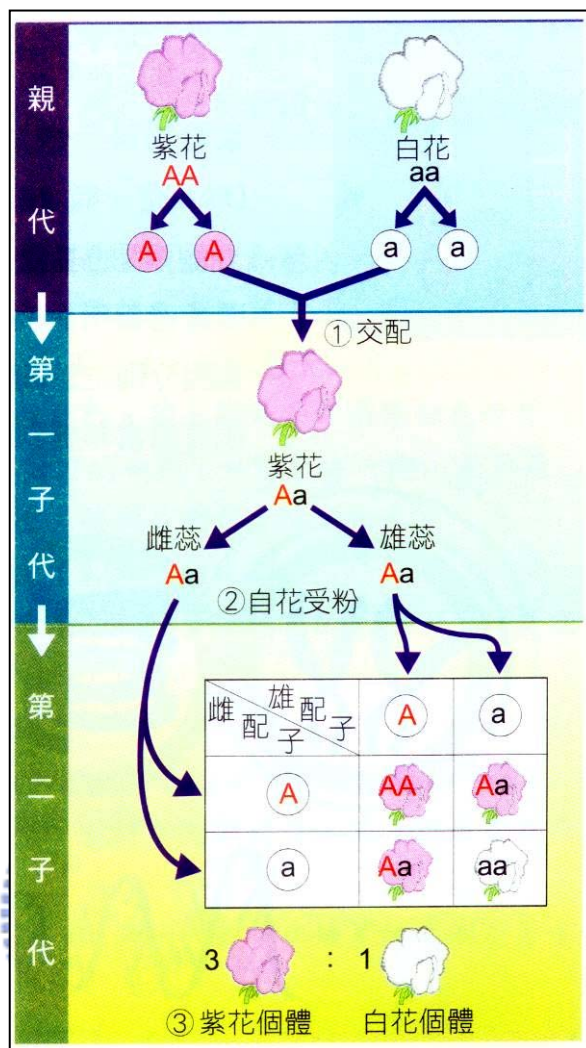 親代
紫花
AA
白花
aa
A A a a
①交配
第一子代
紫花
Aa
雌蕊
Aa
雄蕊
Aa
②自花受粉
第二子代
雄配子
雌配子
A a
A AA Aa
a Aa aa
3 : 1
③紫花個體 白花個體